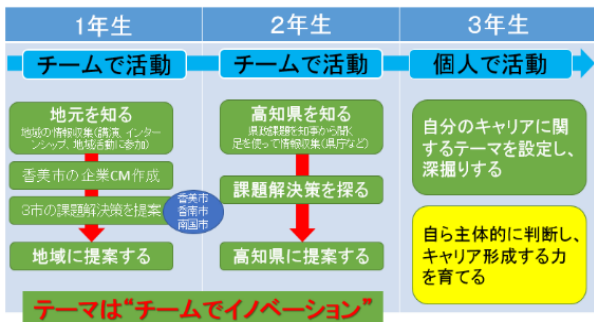 1年生
2年生
3年生
チームで活動
チームで活動
個人で活動
地元を知る
地域の情報収集(講演、インター
ンシップ、地域活動に参加)
香美市の企業CM作成
3市の課題解決策を提案
香美市
香南市
南国市
地域に提案する
高知県を知る
県政課題を知事から聞く
足を使って情報収集(県庁など)
課題解決策を探る
高知県に提案する
自分のキャリアに関
するテーマを設定し、
深掘りする
自ら主体的に判断し、
キャリア形成する力
を育てる
テーマは“チームでイノベーション”